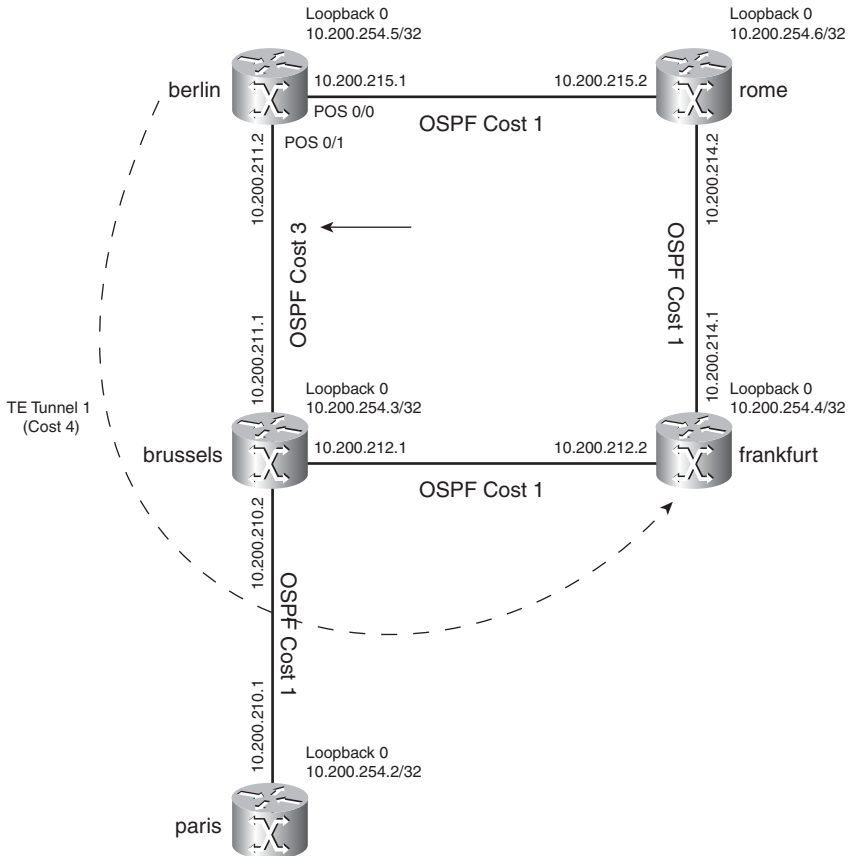 Loopback 0
10.200.254.5/32
Loopback 0
10.200.254.6/32
berlin
10.200.215.1
10.200.215.2
rome
POS 0/0
OSPF Cost 1
POS 0/1
10.200.211.2
10.200.214.2
OSPF Cost 3
OSPF Cost 1
10.200.211.1
10.200.214.1
TE Tunnel 1
(Cost 4)
Loopback 0
10.200.254.3/32
Loopback 0
10.200.254.4/32
brussels
10.200.212.1
10.200.212.2
frankfurt
OSPF Cost 1
10.200.210.2
OSPF Cost 1
10.200.210.1
Loopback 0
10.200.254.2/32
paris